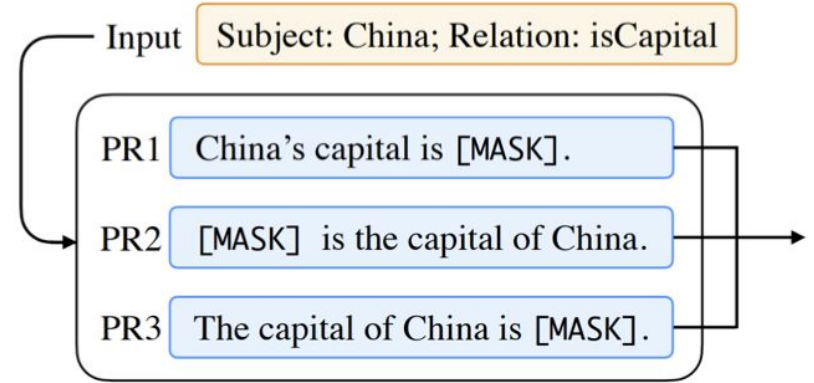 Input Subject: China; Relation: isCapital
PR1 China’s capital is [MASK].
PR2 [MASK] is the capital of China.
PR3 The capital of China is [MASK].